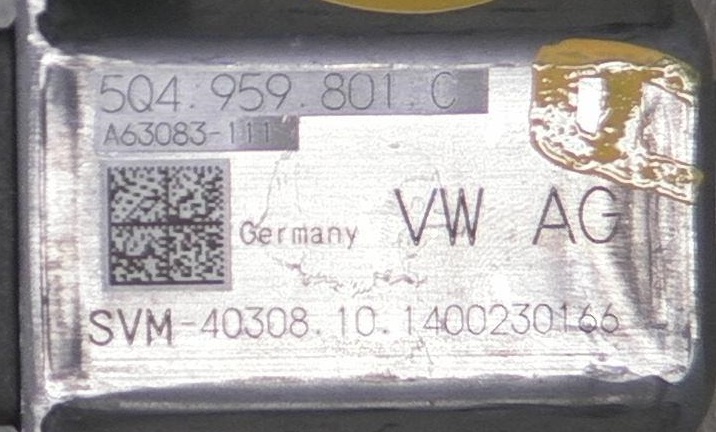 5Q4.959.801.C
A63083-111
Germany VW AG
SVM-40308.10.1400230166